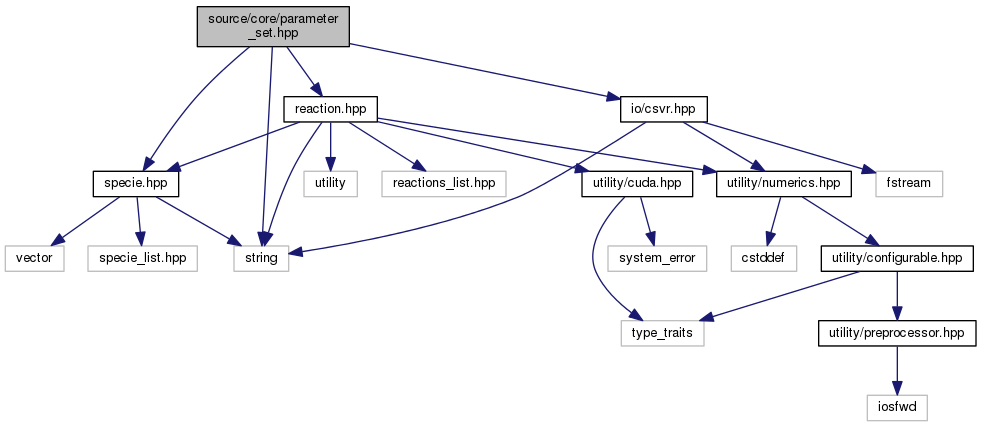 source/core/parameter
_set.hpp
reaction.hpp
io/csvr.hpp
specie.hpp
utility
reactions_list.hpp
utility/cuda.hpp
utility/numerics.hpp
fstream
vector
specie_list.hpp
string
system_error
cstddef
utility/configurable.hpp
type_traits
utility/preprocessor.hpp
iosfwd